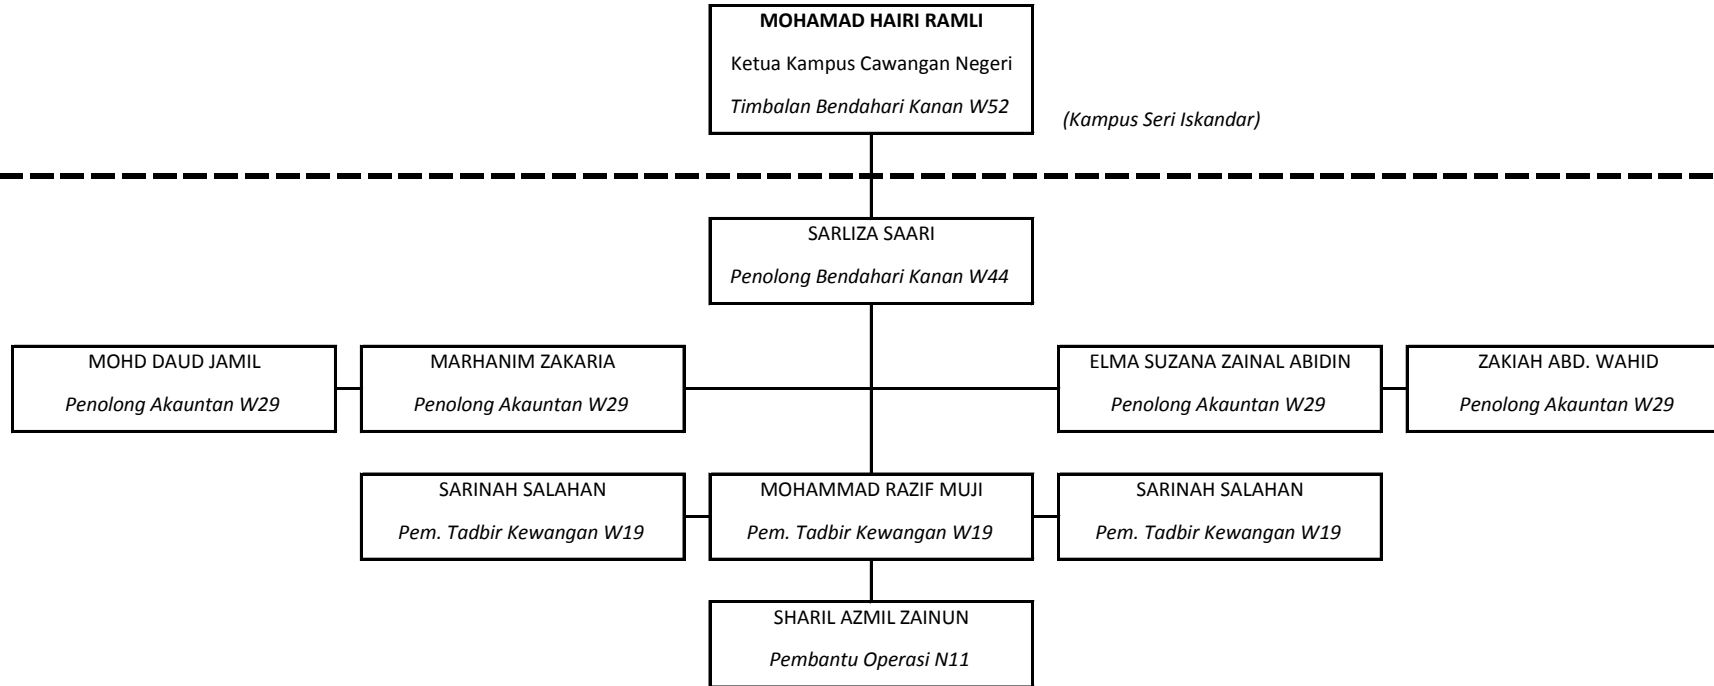 MOHAMAD HAIRI RAMLI
Ketua Kampus Cawangan Negeri
Timbalan Bendahari Kanan W52
(Kampus Seri Iskandar)
SARLIZA SAARI
Penolong Bendahari Kanan W44
MOHD DAUD JAMIL
Penolong Akauntan W29
MARHANIM ZAKARIA
Penolong Akauntan W29
ELMA SUZANA ZAINAL ABIDIN
Penolong Akauntan W29
ZAKIAH ABD. WAHID
Penolong Akauntan W29
SARINAH SALAHAN
Pem. Tadbir Kewangan W19
MOHAMMAD RAZIF MUJI
Pem. Tadbir Kewangan W19
SARINAH SALAHAN
Pem. Tadbir Kewangan W19
SHARIL AZMIL ZAINUN
Pembantu Operasi N11